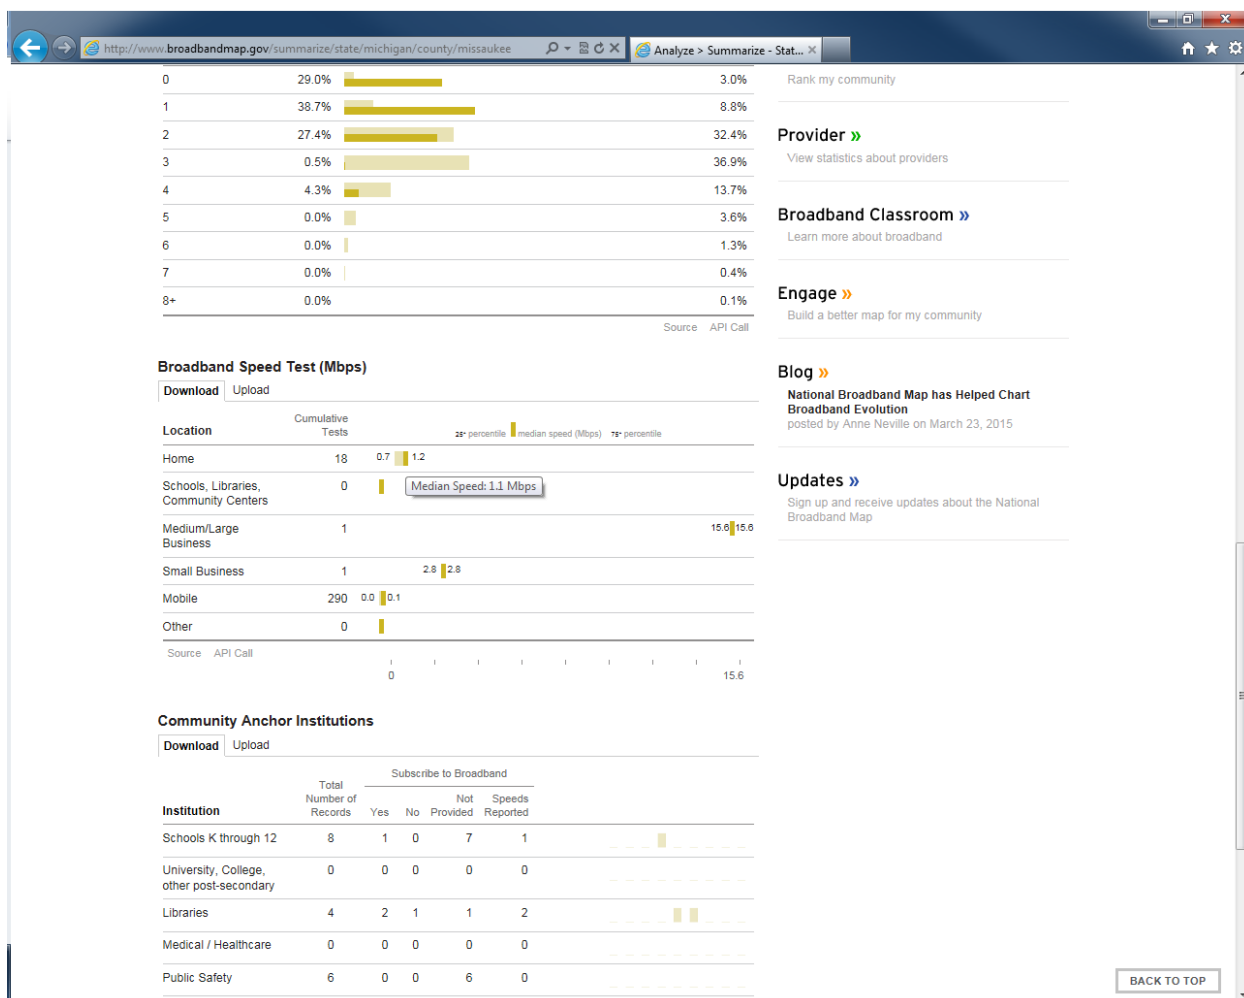 http://www.broadbandmap.gov/summarize/state/michigan/county/missaukee
Analyze > Summarize - Stat...
0 29.0% 3.0%
1 38.7% 8.8%
2 27.4% 32.4%
3 0.5% 36.9%
4 4.3% 13.7%
5 0.0% 3.6%
6 0.0% 1.3%
7 0.0% 0.4%
8+ 0.0% 0.1%
Source API Call
Broadband Speed Test (Mbps)
Download Upload
Location Cumulative Tests 25th percentile median speed (Mbps) 75th percentile
Home 18 0.7 1.2
Median Speed: 1.1 Mbps
Schools, Libraries, 0
Community Centers
Medium/Large 1 15.6 15.6
Business
Small Business 1 2.8 2.8
Mobile 290 0.0 0.1
Other 0
Source API Call
0 15.6
Community Anchor Institutions
Download Upload
Subscribe to Broadband
Institution Total Number of Records Yes No Not Provided Speeds Reported
Schools K through 12 8 1 0 7 1
University, College, 0 0 0 0 0
other post-secondary
Libraries 4 2 1 1 2
Medical / Healthcare 0 0 0 0 0
Public Safety 6 0 0 6 0
Rank my community
Provider »
View statistics about providers
Broadband Classroom »
Learn more about broadband
Engage »
Build a better map for my community
Blog »
National Broadband Map has Helped Chart
Broadband Evolution
posted by Anne Neville on March 23, 2015
Updates »
Sign up and receive updates about the National
Broadband Map
BACK TO TOP